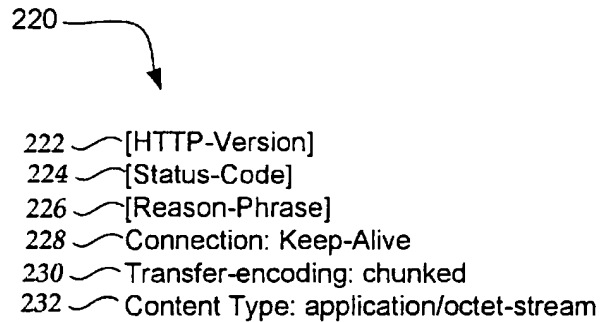 220
222 [HTTP-Version]
224 [Status-Code]
226 [Reason-Phrase]
228 Connection: Keep-Alive
230 Transfer-encoding: chunked
232 Content Type: application/octet-stream